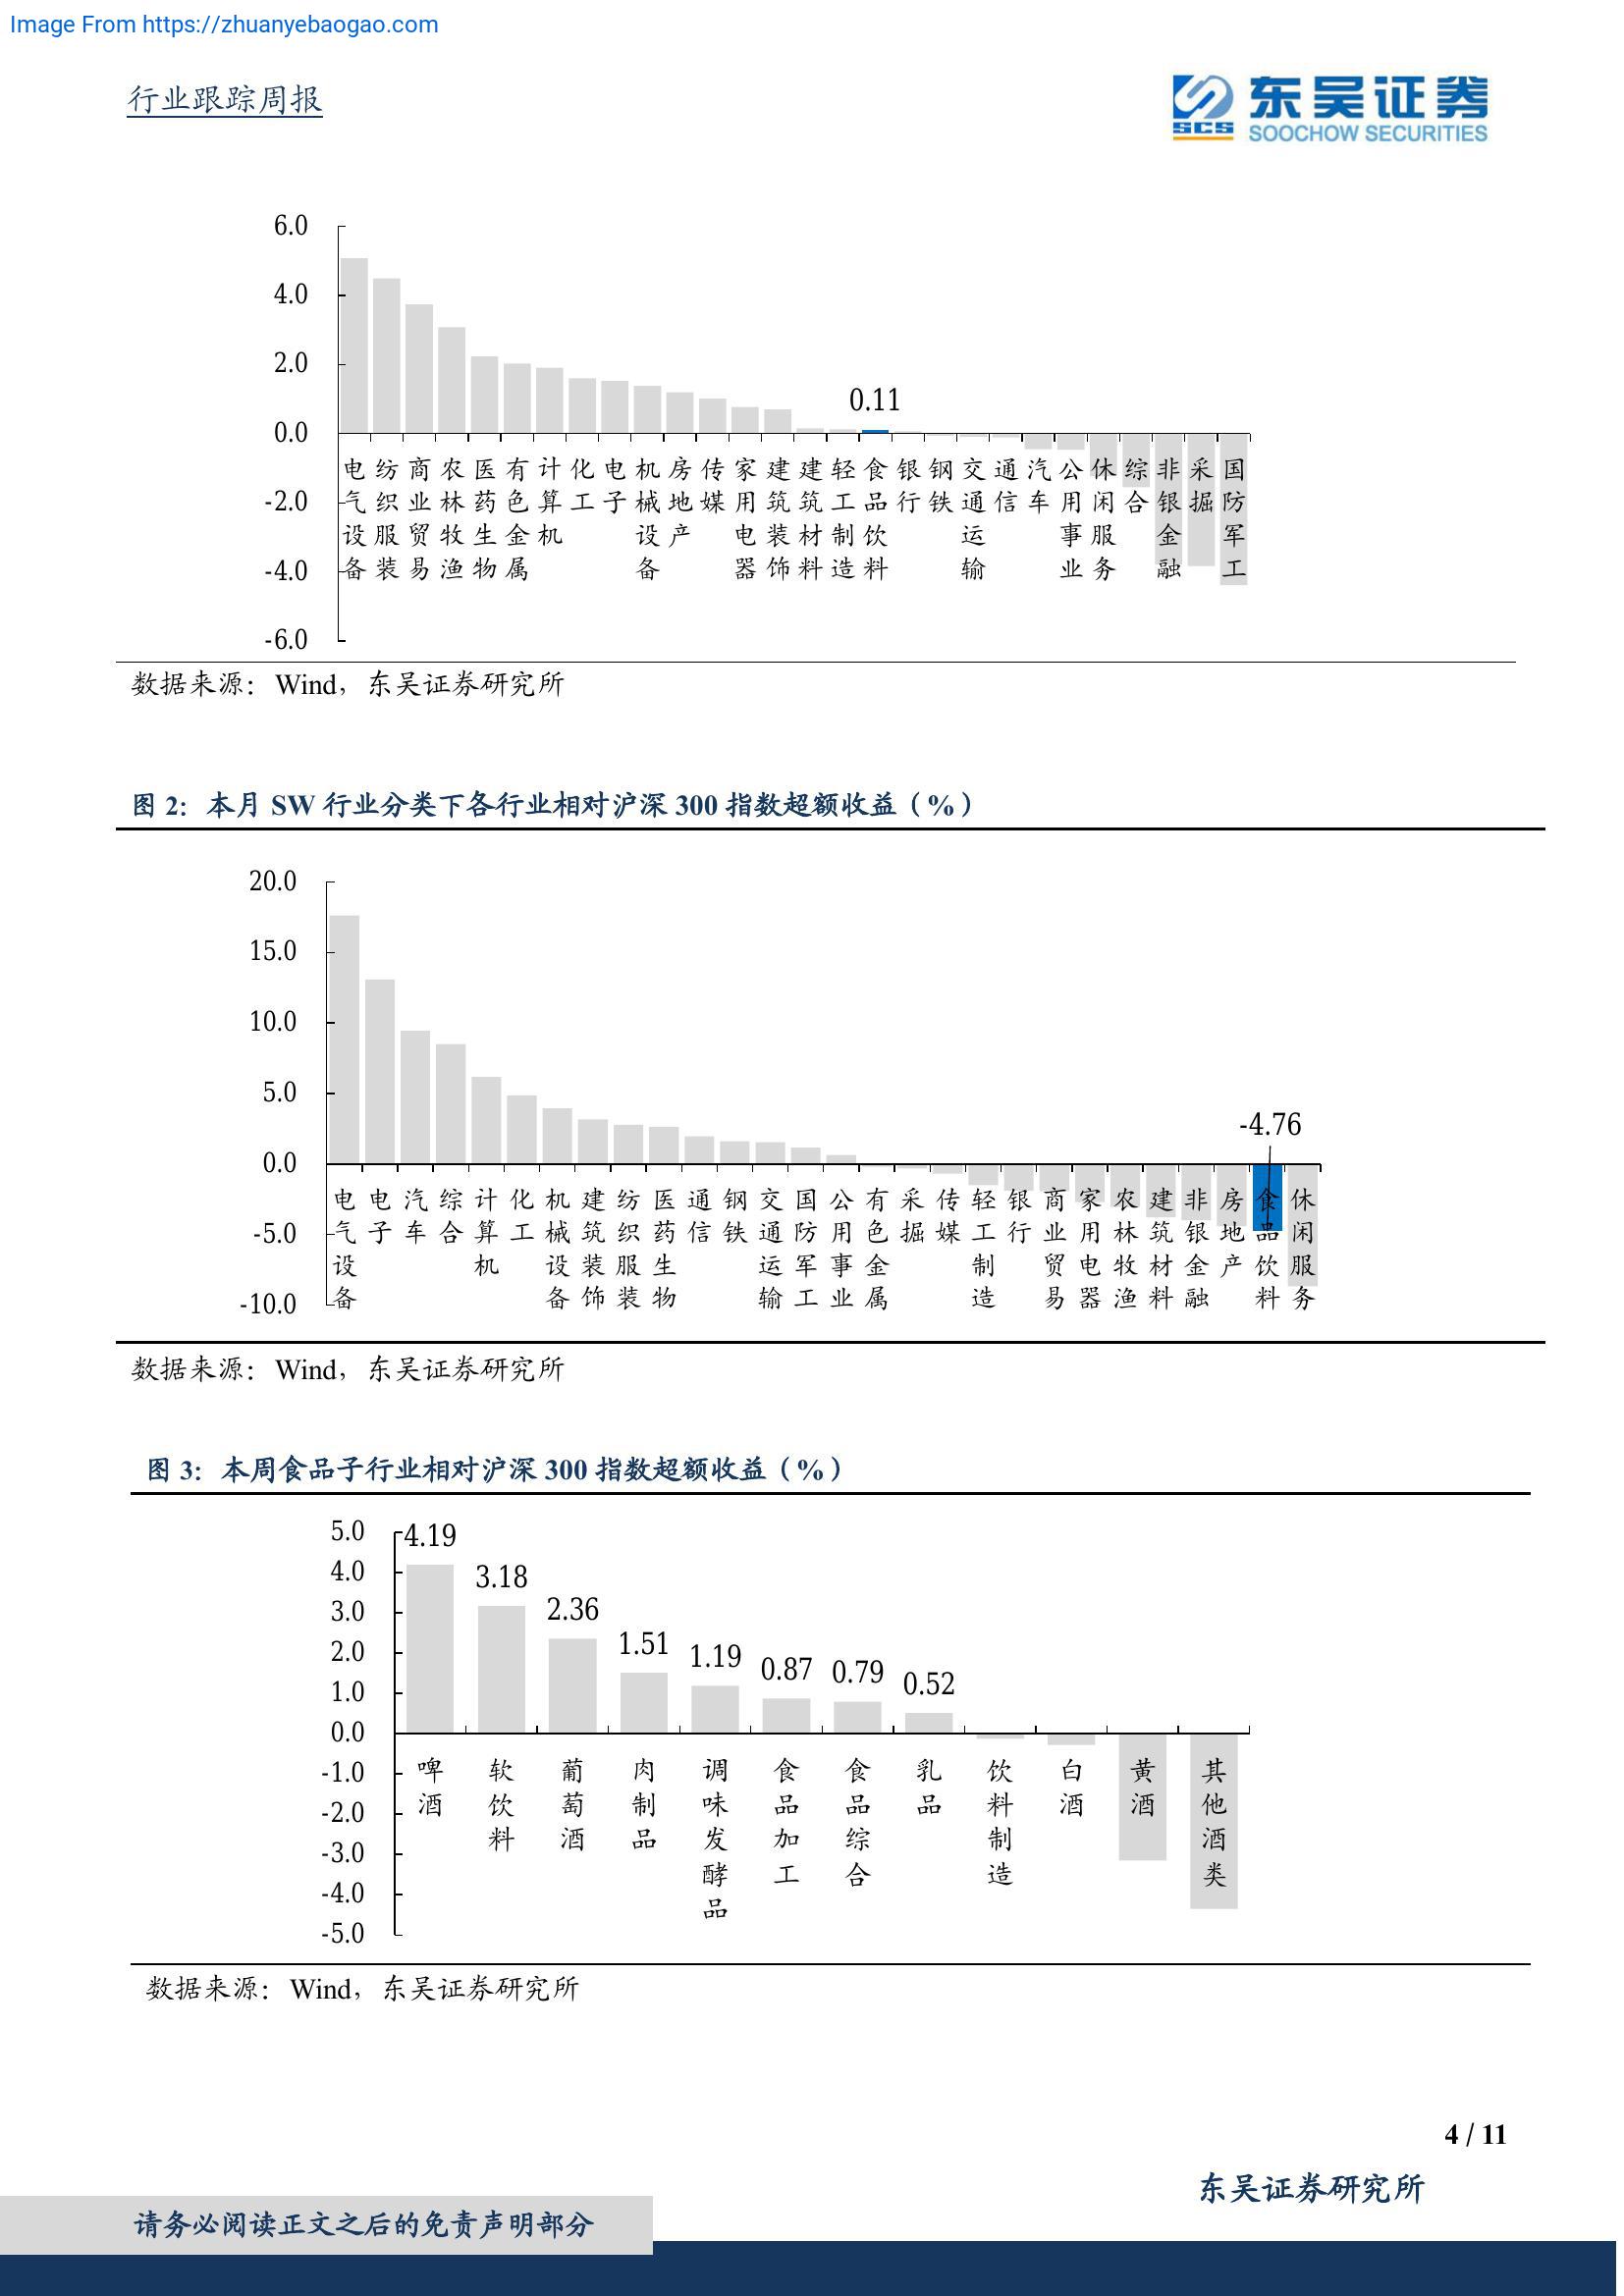 Image From https://zhuanyebaogao.com
行业跟踪周报
东吴证券
SCS
SOOCHOW SECURITIES
6.0
4.0
2.0
0.0
-2.0
-4.0
-6.0
0.11
电气设备 纺织服装 商业贸易 农林牧渔 医药生物 有色金属 计算机 化工 电子 机械设备 房地产 传媒 家用电器 建筑装饰 建筑材料 轻工制造 食品饮料 银行 钢铁 交通运输 通信 汽车 公用事业 休闲服务 综合 非银金融 采掘 国防军工
数据来源：Wind，东吴证券研究所
图 2：本月 SW 行业分类下各行业相对沪深 300 指数超额收益（%）
20.0
15.0
10.0
5.0
0.0
-5.0
-10.0
-4.76
电气设备 电子 汽车 综合 计算机 化工 机械设备 建筑装饰 纺织服装 医药生物 通信 钢铁 交通运输 国防军工 公用事业 有色金属 采掘 传媒 轻工制造 银行 商业贸易 家用电器 农林牧渔 建筑材料 非银金融 房地产 食品饮料 休闲服务
数据来源：Wind，东吴证券研究所
图 3：本周食品子行业相对沪深 300 指数超额收益（%）
5.0
4.0
3.0
2.0
1.0
0.0
-1.0
-2.0
-3.0
-4.0
-5.0
4.19 3.18 2.36 1.51 1.19 0.87 0.79 0.52
啤酒 软饮料 葡萄酒 肉制品 调味发酵品 食品加工 食品综合 乳品 饮料制造 白酒 黄酒 其他酒类
数据来源：Wind，东吴证券研究所
4 / 11
东吴证券研究所
请务必阅读正文之后的免责声明部分